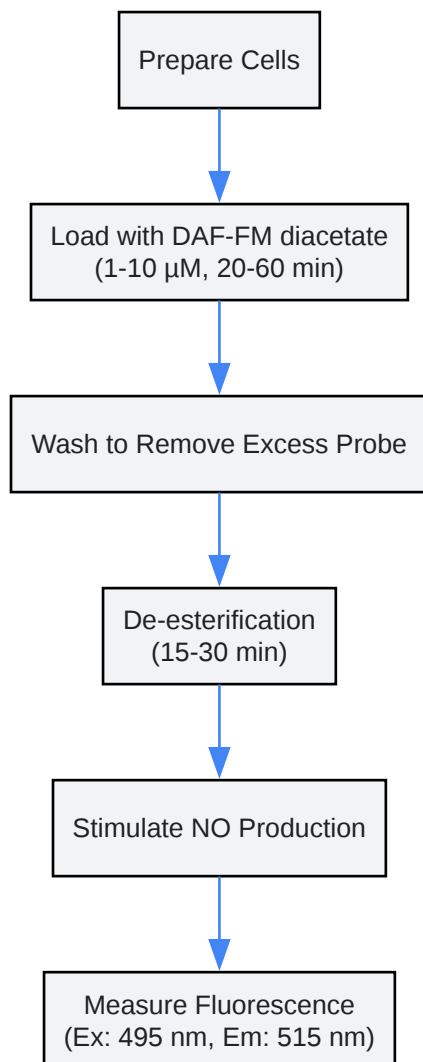 Prepare Cells
Load with DAF-FM diacetate
(1-10 µM, 20-60 min)
Wash to Remove Excess Probe
De-esterification
(15-30 min)
Stimulate NO Production
Measure Fluorescence
(Ex: 495 nm, Em: 515 nm)